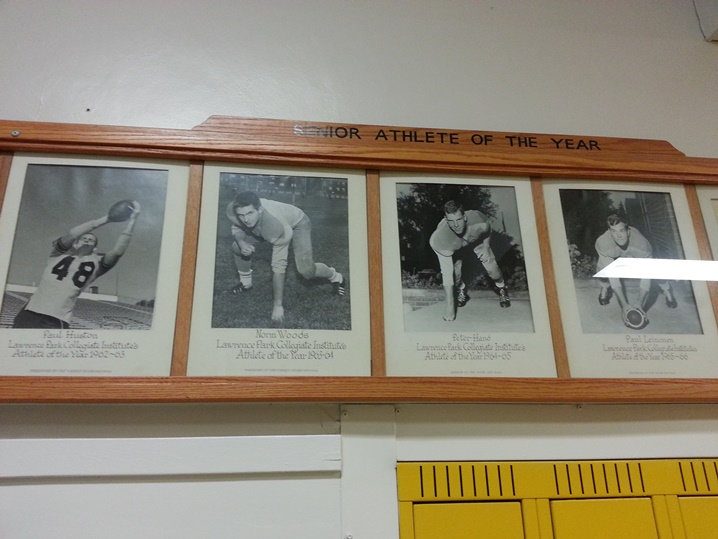 SENIOR ATHLETE OF THE YEAR
48
Paul Huston
Lawrence Park Collegiate Institute's
Athlete of the Year 1962-63
Norm Woods
Lawrence Park Collegiate Institute's
Athlete of the Year 1963-64
Peter Hans
Lawrence Park Collegiate Institute's
Athlete of the Year 1964-65
Paul
Lawrence Park Collegiate Institute's
Athlete of the Year 1965-66